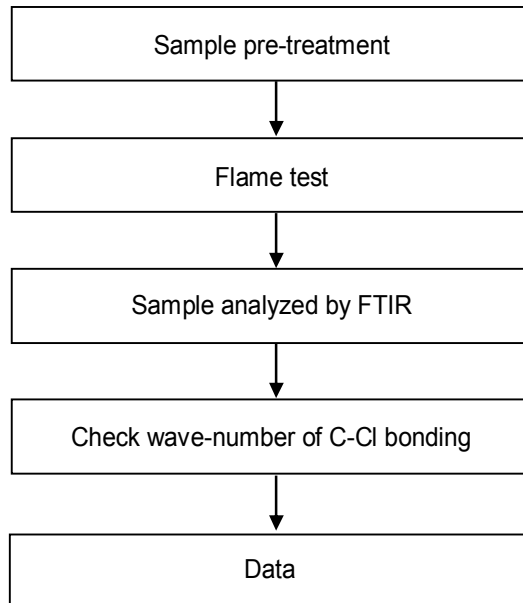 Sample pre-treatment
Flame test
Sample analyzed by FTIR
Check wave-number of C-Cl bonding
Data